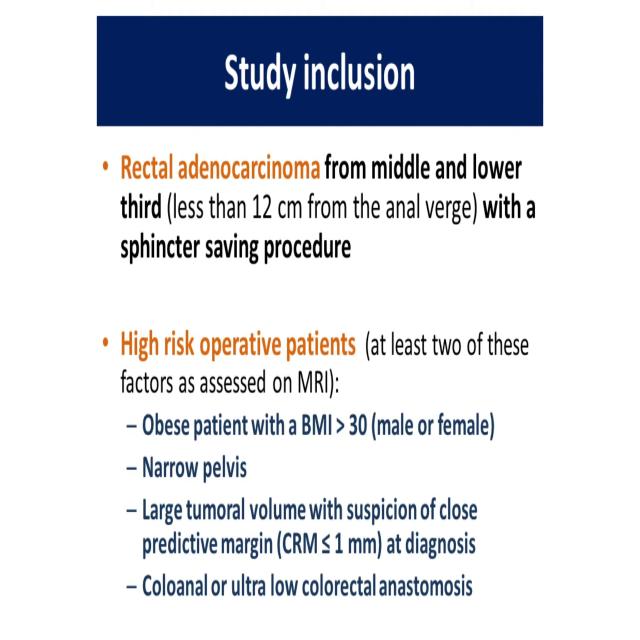 Study inclusion
• Rectal adenocarcinoma from middle and lower
third (less than 12 cm from the anal verge) with a
sphincter saving procedure
• High risk operative patients (at least two of these
factors as assessed on MRI):
– Obese patient with a BMI > 30 (male or female)
– Narrow pelvis
– Large tumoral volume with suspicion of close
predictive margin (CRM ≤ 1 mm) at diagnosis
– Coloanal or ultra low colorectal anastomosis